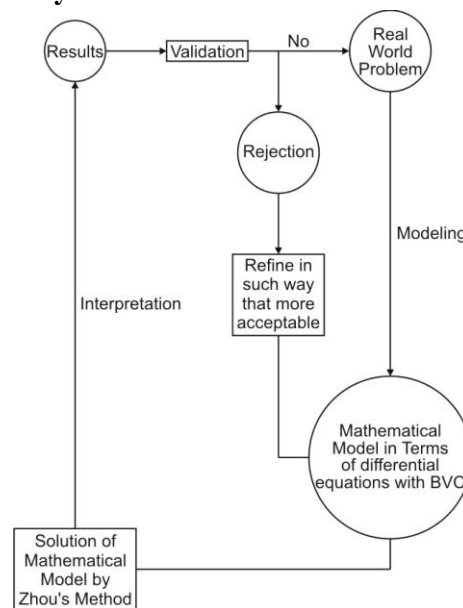 Results
Validation
No
Real
World
Problem
Rejection
Modeling
Refine in
such way
that more
acceptable
Interpretation
Mathematical
Model in Terms
of differential
equations with BVC
Solution of
Mathematical
Model by
Zhou's Method